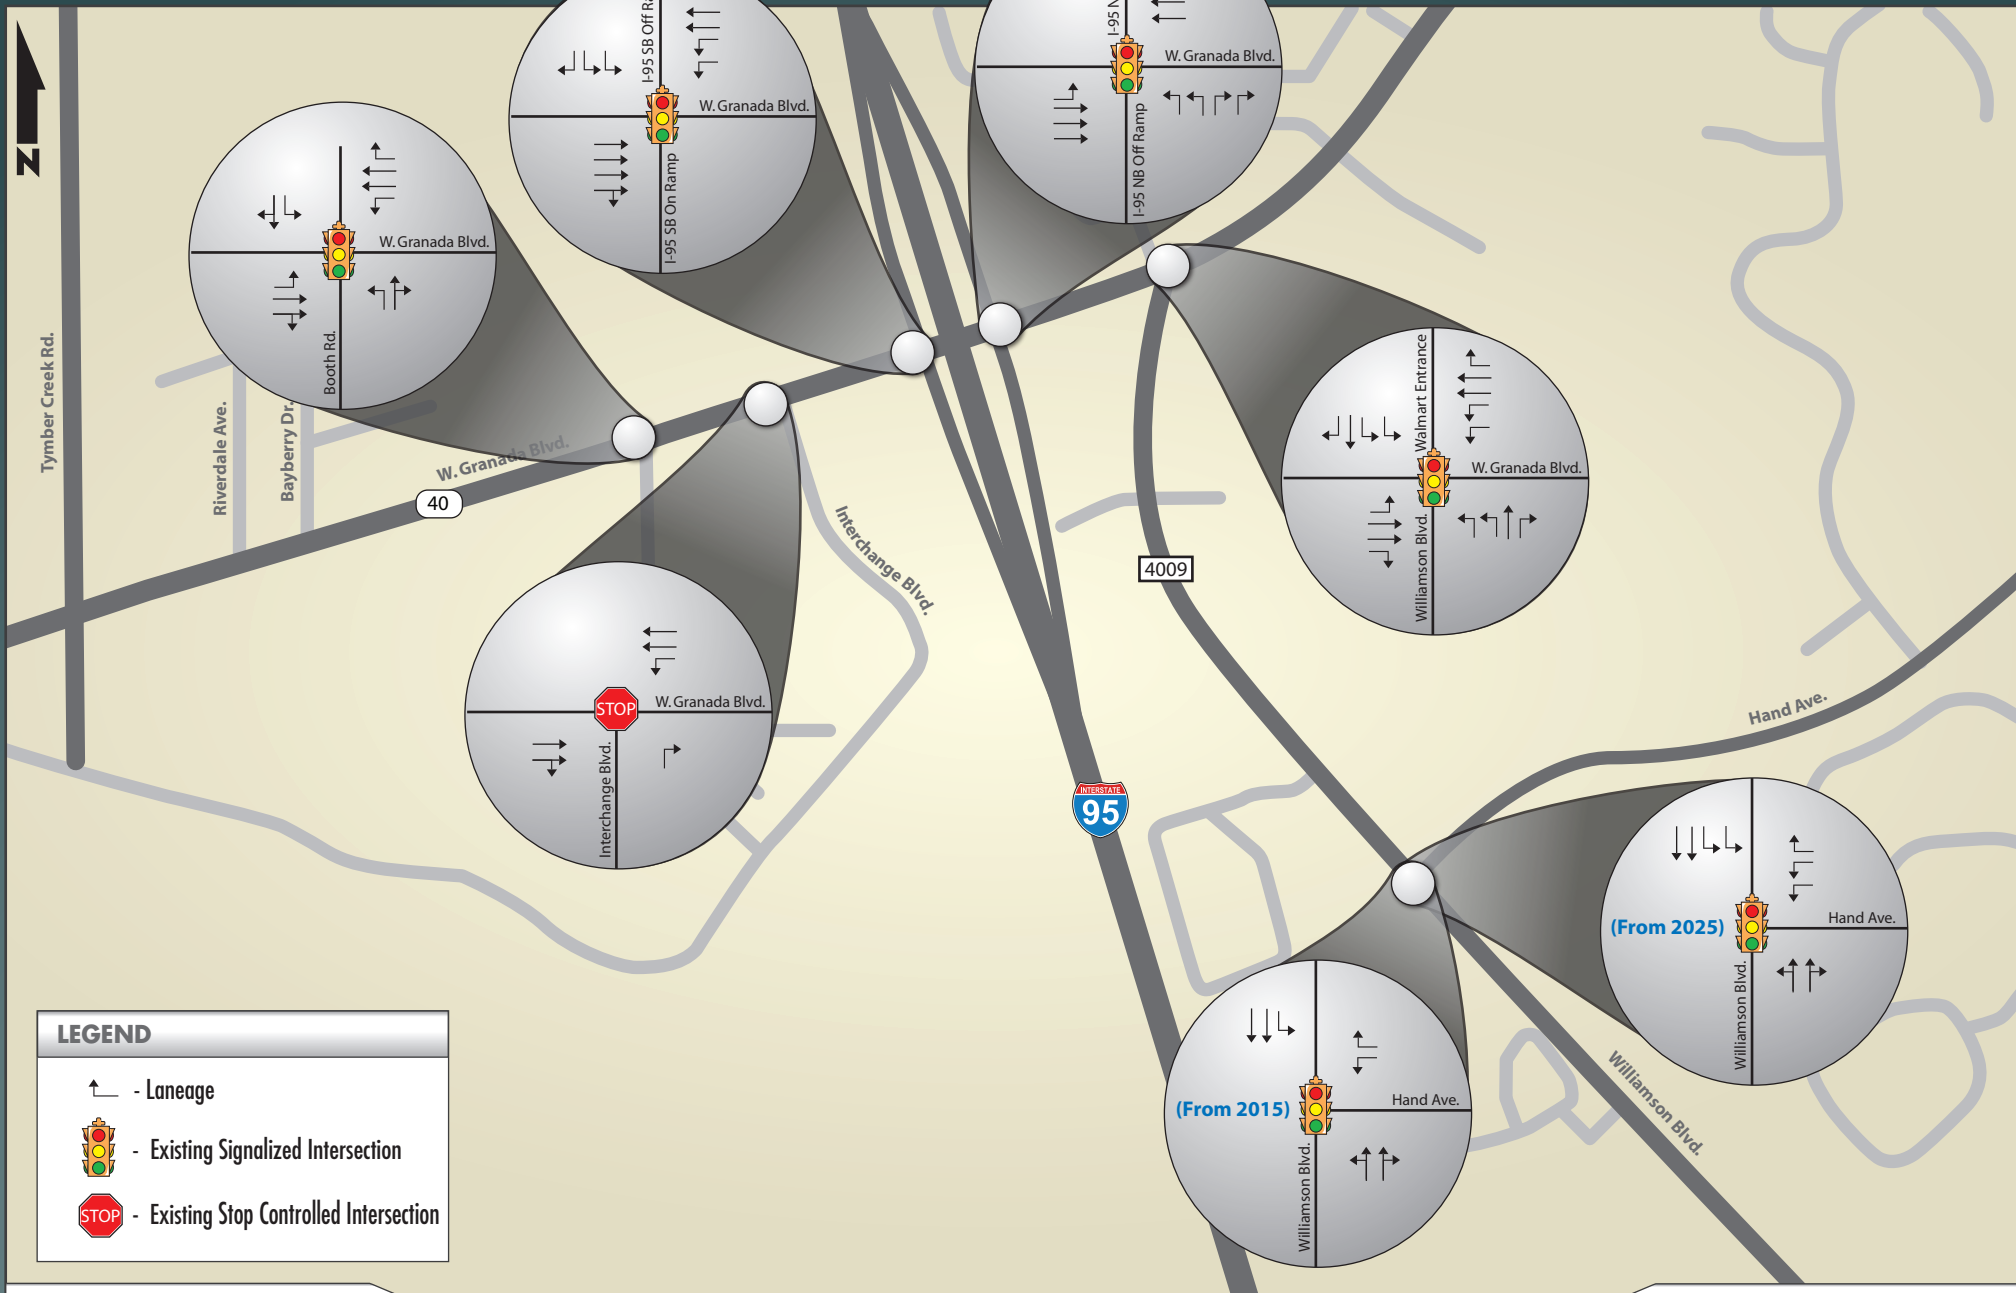 N
Tymber Creek Rd.
Riverdale Ave.
Bayberry Dr.
W. Granada Blvd.
Booth Rd.
W. Granada Blvd.
40
I-95 SB Off
W. Granada Blvd.
I-95 SB On Ramp
I-95
W. Granada Blvd.
I-95 NB Off Ramp
Walmart Entrance
W. Granada Blvd.
Williamson Blvd.
4009
Interchange Blvd.
STOP
W. Granada Blvd.
Interchange Blvd.
INTERSTATE
95
Hand Ave.
(From 2025)
Hand Ave.
Williamson Blvd.
(From 2015)
Hand Ave.
Williamson Blvd.
Williamson Blvd.
LEGEND
- Laneage
- Existing Signalized Intersection
STOP - Existing Stop Controlled Intersection